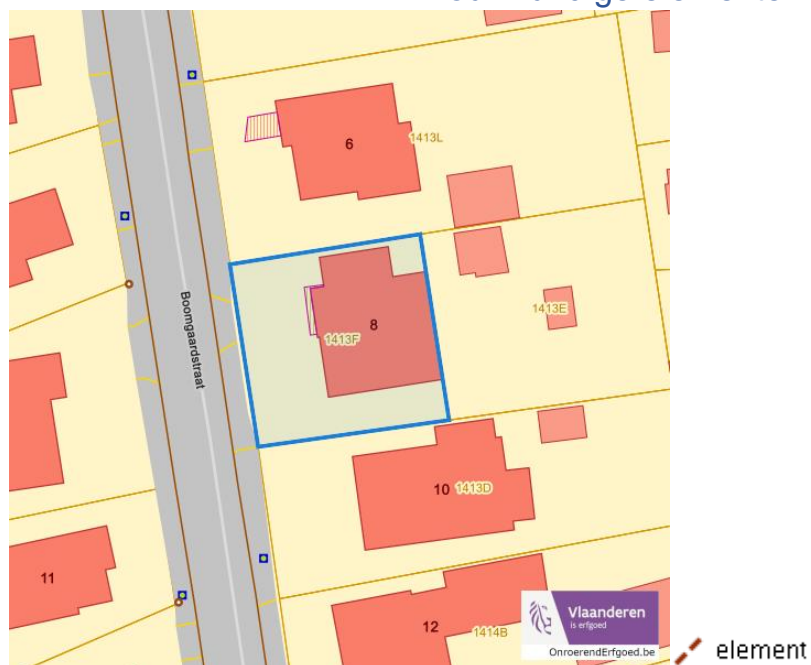 6
1413L
8
1413F
1413E
Boomgaardstraat
10
1413D
11
12
1414B
Vlaanderen
is erfgoed
OnroerendErfgoed.be
element